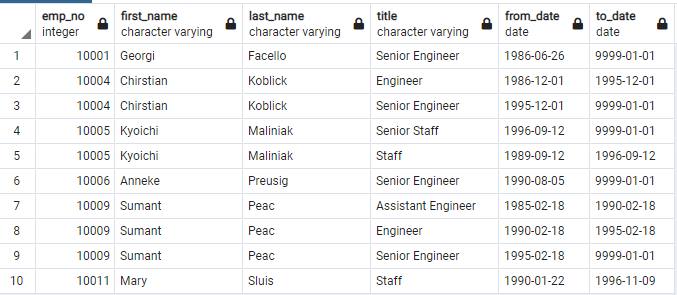 emp_no first_name last_name title from_date to_date
integer character varying character varying character varying date date
1 10001 Georgi Facello Senior Engineer 1986-06-26 9999-01-01
2 10004 Chirstian Koblick Engineer 1986-12-01 1995-12-01
3 10004 Chirstian Koblick Senior Engineer 1995-12-01 9999-01-01
4 10005 Kyoichi Maliniak Senior Staff 1996-09-12 9999-01-01
5 10005 Kyoichi Maliniak Staff 1989-09-12 1996-09-12
6 10006 Anneke Preusig Senior Engineer 1990-08-05 9999-01-01
7 10009 Sumant Peac Assistant Engineer 1985-02-18 1990-02-18
8 10009 Sumant Peac Engineer 1990-02-18 1995-02-18
9 10009 Sumant Peac Senior Engineer 1995-02-18 9999-01-01
10 10011 Mary Sluis Staff 1990-01-22 1996-11-09